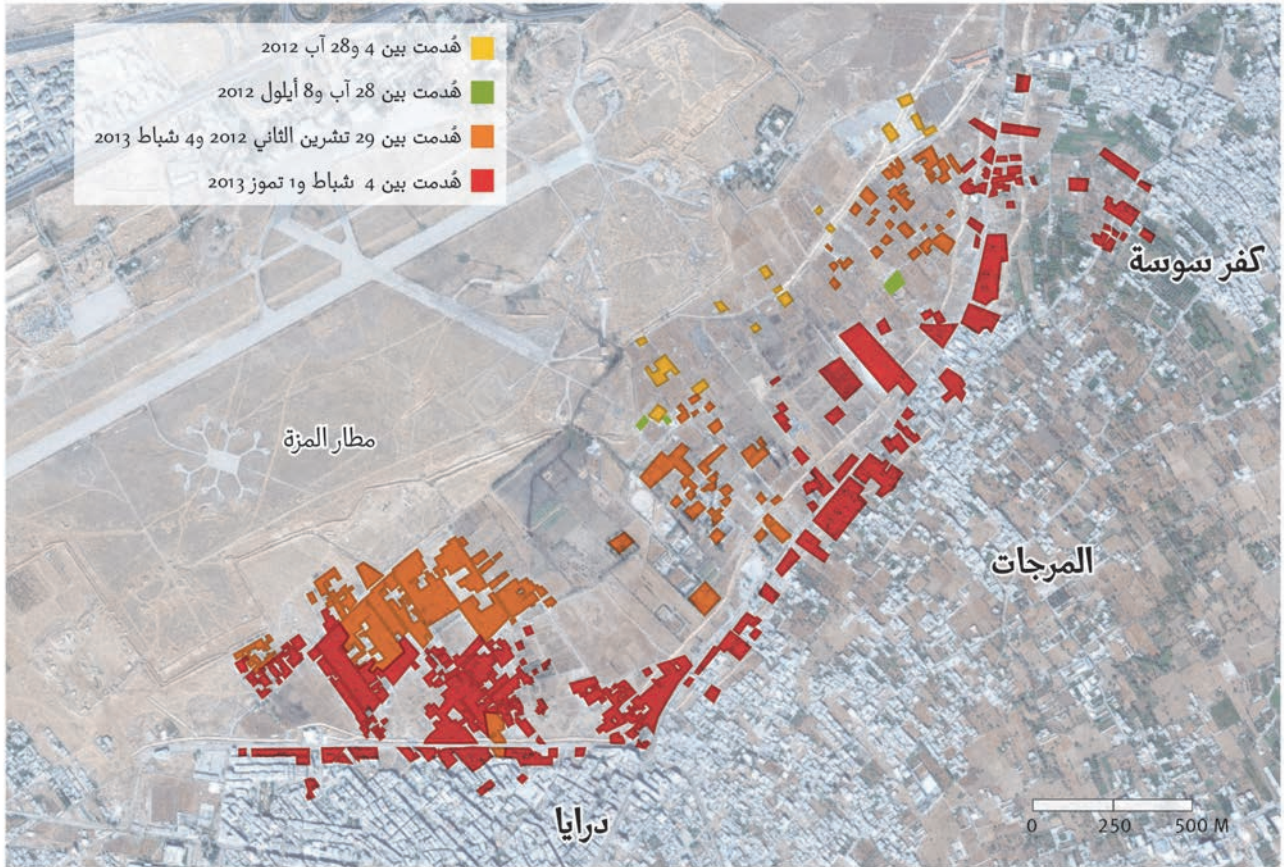 هُدمت بين 4 و28 آب 2012
هُدمت بين 28 آب و8 أيلول 2012
هُدمت بين 29 تشرين الثاني 2012 و4 شباط 2013
هُدمت بين 4 شباط و1 تموز 2013
كفر سوسة
مطار المزة
المرجات
درايا
0 250 500 M